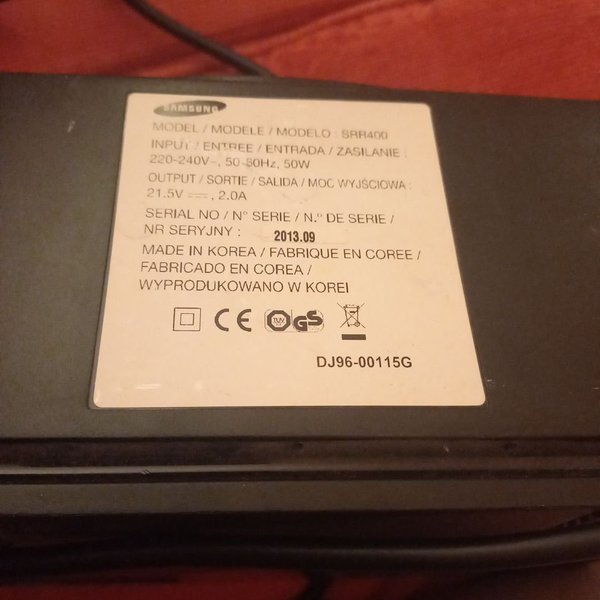 SAMSUNG
MODEL / MODELE / MODELO : SRR400
INPUT / ENTREE / ENTRADA / ZASILANIE :
220-240V~, 50-60Hz, 50W
OUTPUT / SORTIE / SALIDA / MOC WYJŚCIOWA :
21.5V ⎓, 2.0A
SERIAL NO / N° SERIE / N.° DE SERIE /
NR SERYJNY : 2013.09
MADE IN KOREA / FABRIQUE EN COREE /
FABRICADO EN COREA /
WYPRODUKOWANO W KOREI
CE TUV GS
DJ96-00115G